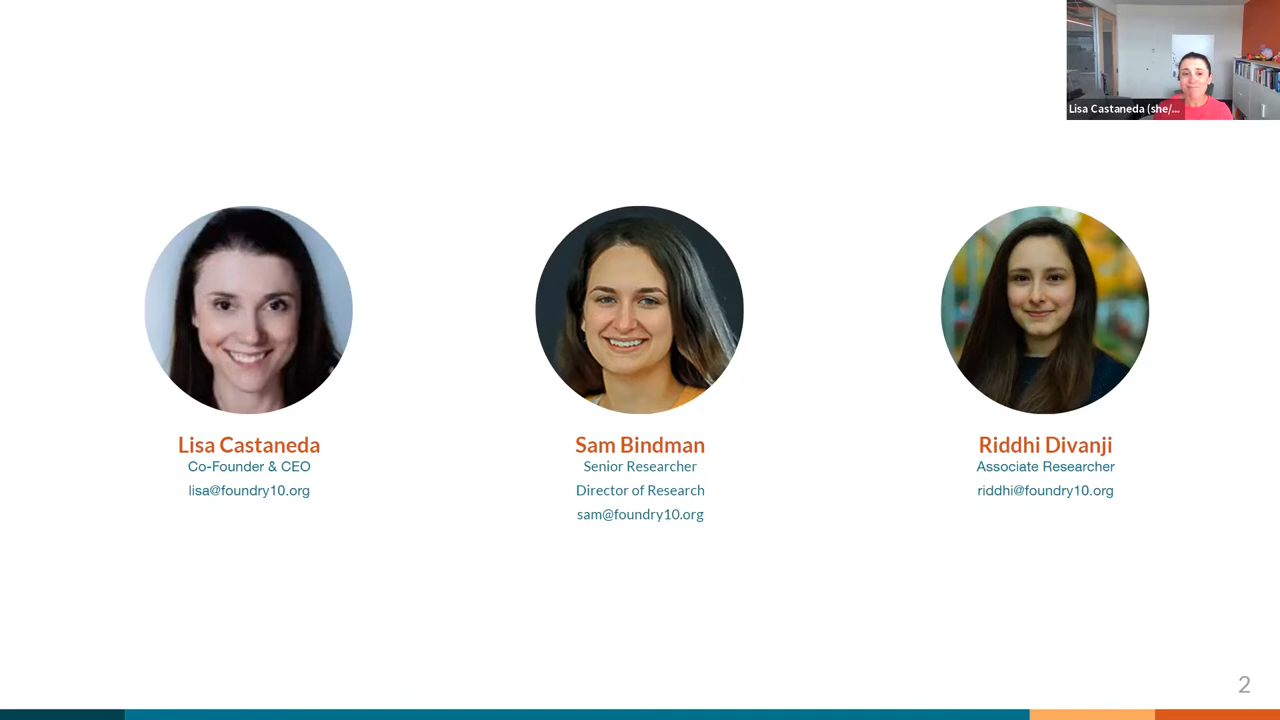 Lisa Castaneda (she/...
Lisa Castaneda
Co-Founder & CEO
lisa@foundry10.org
Sam Bindman
Senior Researcher
Director of Research
sam@foundry10.org
Riddhi Divanji
Associate Researcher
riddhi@foundry10.org
2